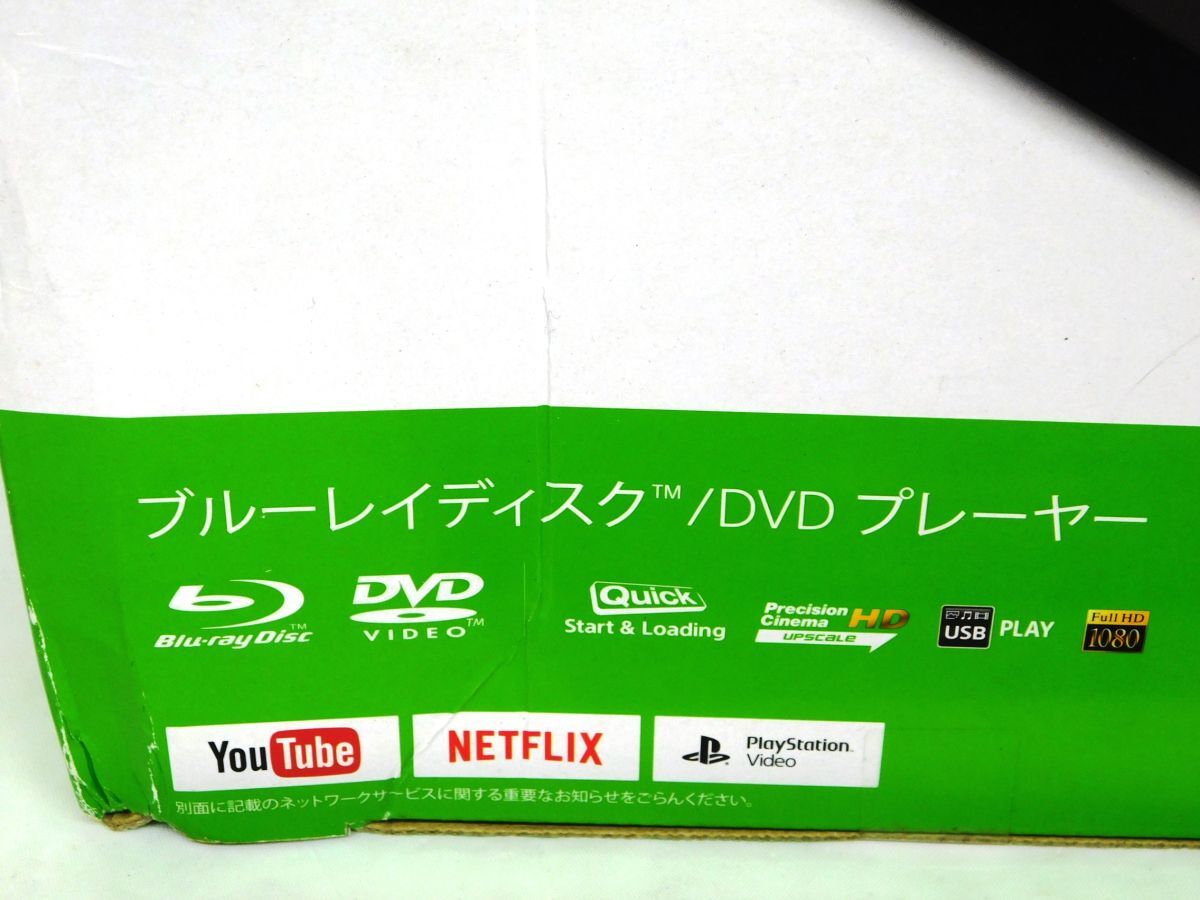 ブルーレイディスク™/DVD プレーヤー
Blu-ray Disc™
DVD
VIDEO™
Quick
Start & Loading
Precision
Cinema HD
UPSCALE
USB PLAY
Full HD
1080
YouTube
NETFLIX
PlayStation™
Video
別面に記載のネットワークサービスに関する重要なお知らせをごらんください。